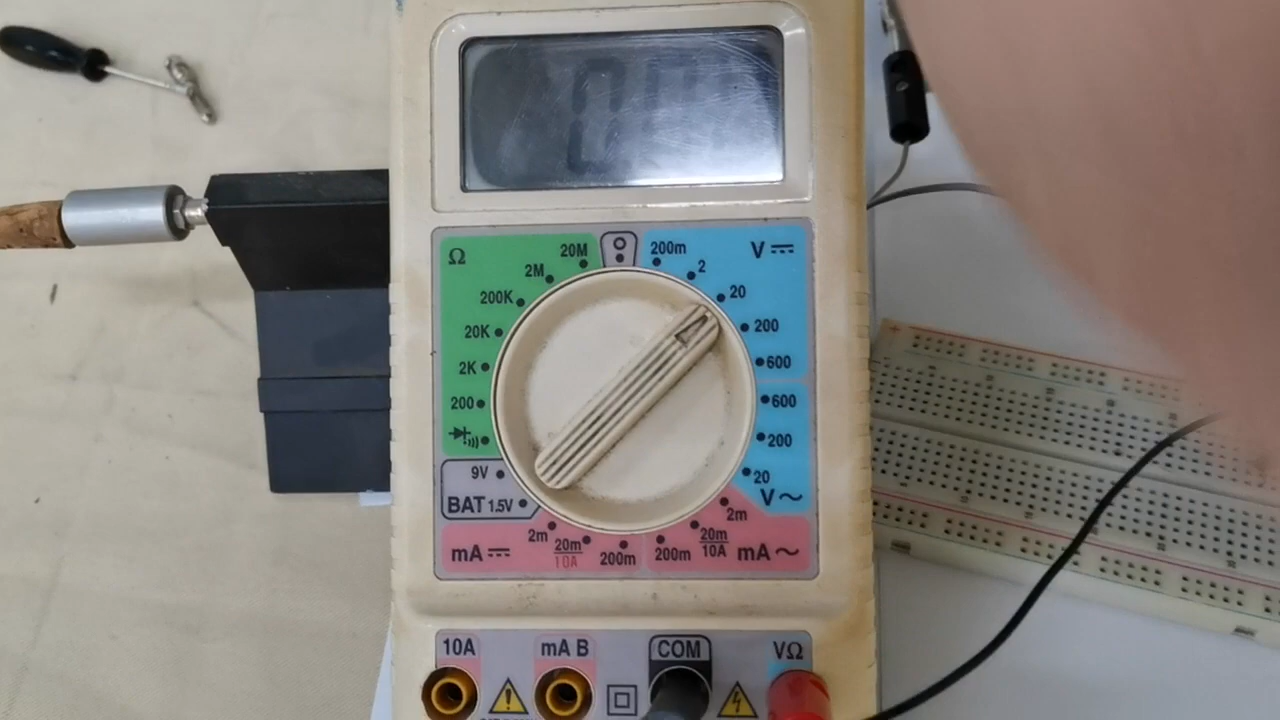 Ω 20M 200m V
2M 2
200K 20
20K 200
2K 600
200 600
200
9V 20
BAT 1.5V V~
2m 2m
mA 20m 20m mA~
10A 200m 200m 10A
10A mA B COM VΩ